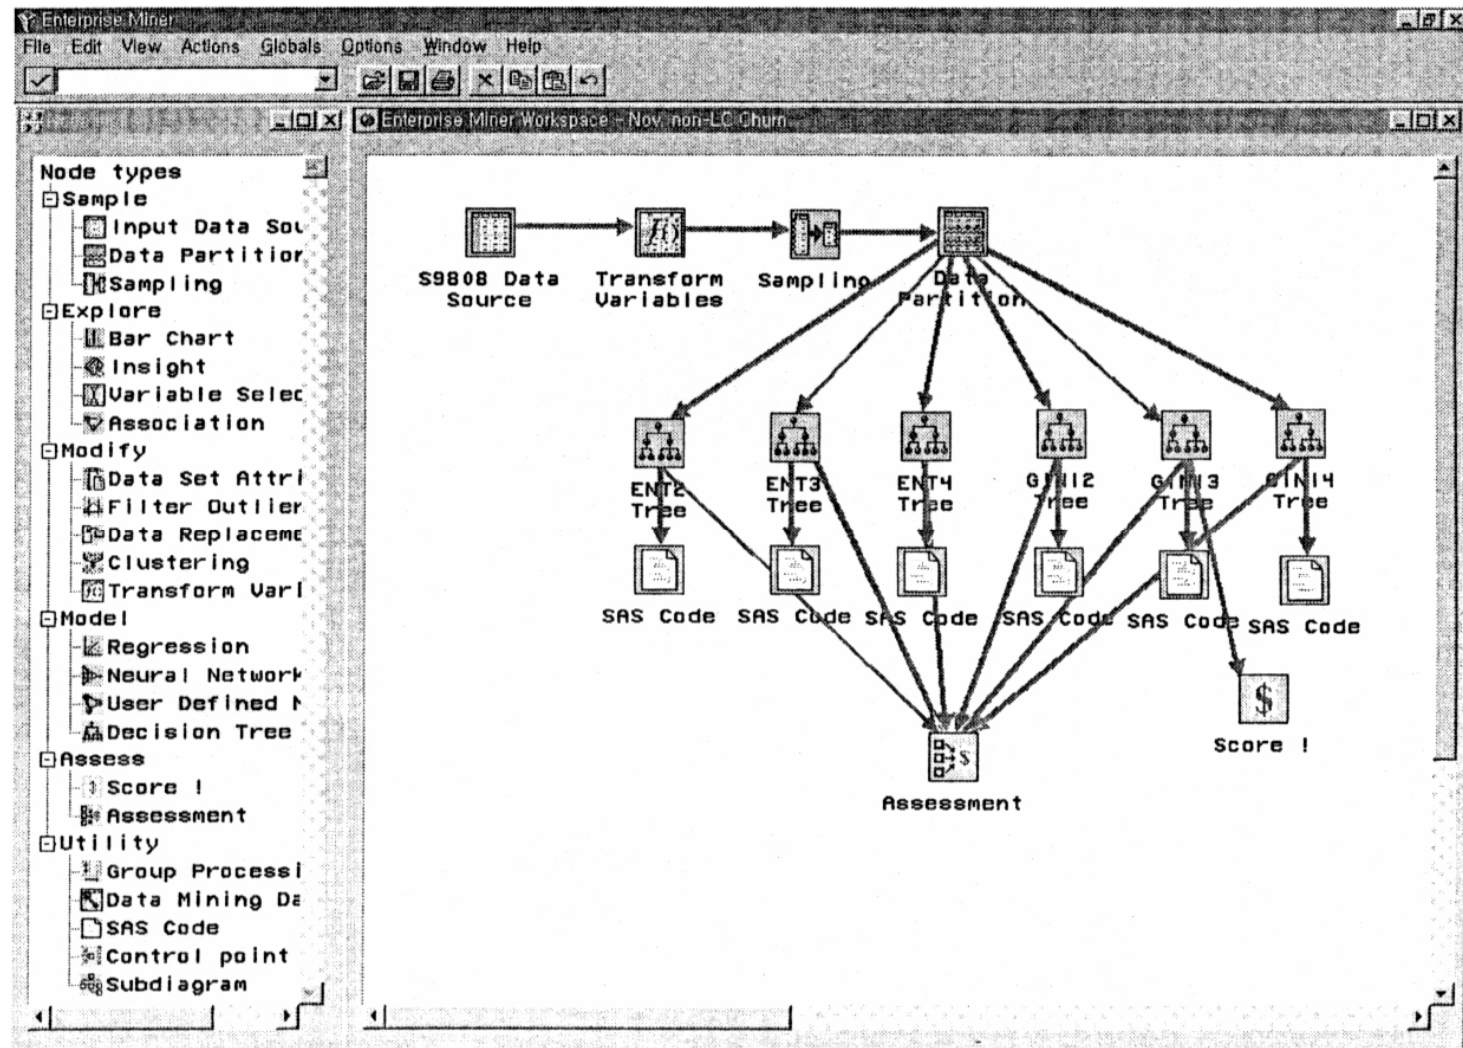 Enterprise Miner
File Edit View Actions Globals Options Window Help
Enterprise Miner Workspace - Nov. non-LC Churn
Node types
Sample
Input Data Sou
Data Partition
Sampling
Explore
Bar Chart
Insight
Variable Selec
Association
Modify
Data Set Attri
Filter Outlier
Data Replaceme
Clustering
Transform Vari
Model
Regression
Neural Network
User Defined M
Decision Tree
Assess
Score !
Assessment
Utility
Group Processi
Data Mining Da
SAS Code
Control point
Subdiagram
S9808 Data
Source
Transform
Variables
Sampling
Data
Partition
ENT2
Tree
ENT3
Tree
ENT4
Tree
GINI2
Tree
GINI3
Tree
GINI4
Tree
SAS Code
SAS Code
SAS Code
SAS Code
SAS Code
SAS Code
Score !
Assessment